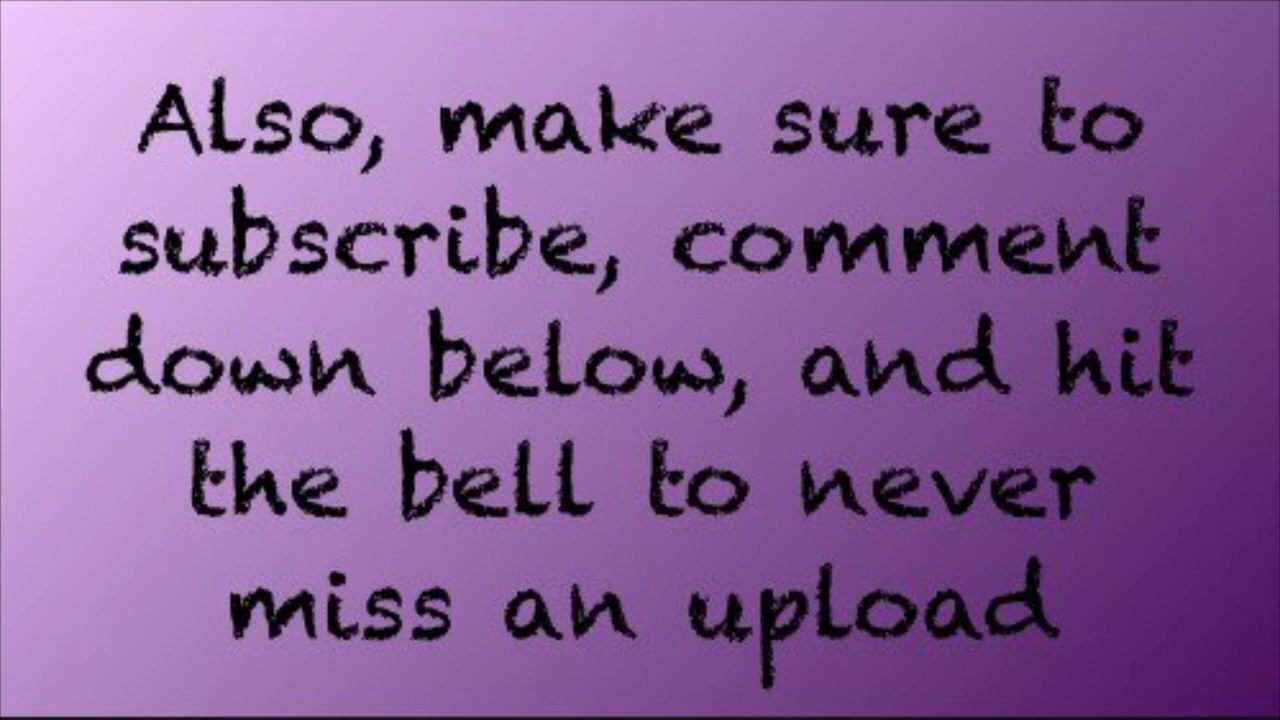 Also, make sure to
subscribe, comment
down below, and hit
the bell to never
miss an upload